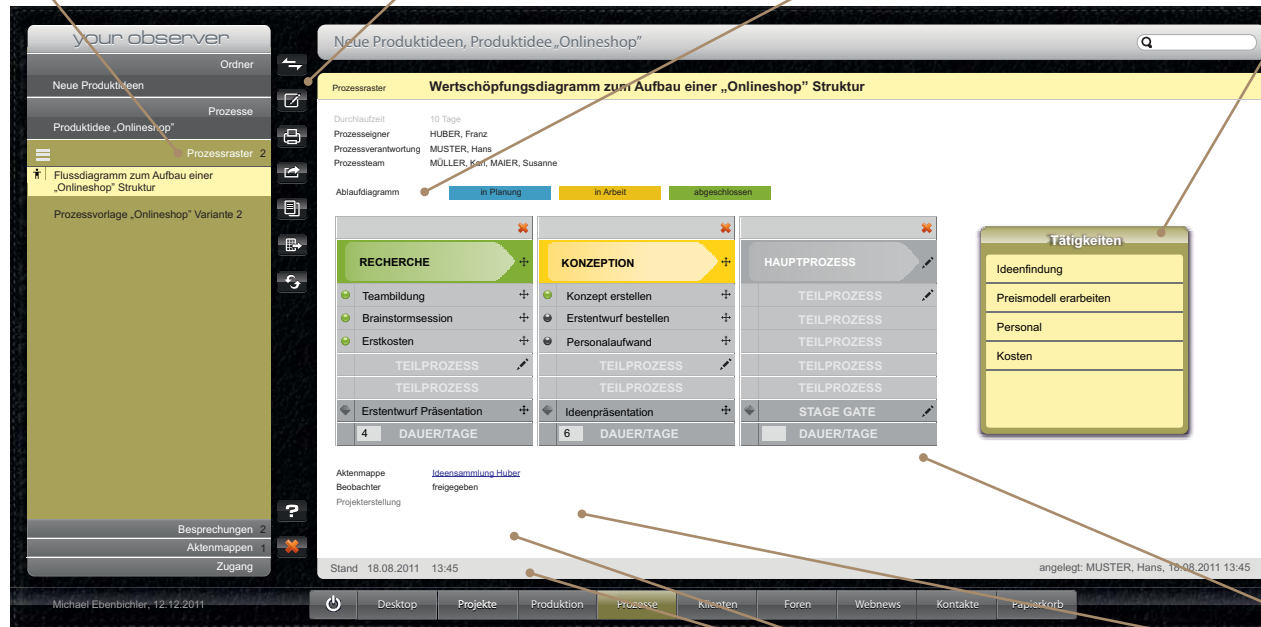 your observer
Ordner
Neue Produktideen
Prozesse
Produktidee „Onlineshop"
Prozessraster 2
Flussdiagramm zum Aufbau einer
„Onlineshop" Struktur
Prozessvorlage „Onlineshop" Variante 2
Besprechungen 2
Aktenmappen 1
Zugang
Michael Ebenbichler, 12.12.2011
Neue Produktideen, Produktidee „Onlineshop"
Prozessraster Wertschöpfungsdiagramm zum Aufbau einer „Onlineshop" Struktur
Durchlaufzeit 10 Tage
Prozesseigner HUBER, Franz
Prozessverantwortung MUSTER, Hans
Prozessteam MÜLLER, Karl, MAIER, Susanne
Ablaufdiagramm in Planung in Arbeit abgeschlossen
RECHERCHE KONZEPTION HAUPTPROZESS
Teambildung Konzept erstellen TEILPROZESS
Brainstormsession Erstentwurf bestellen TEILPROZESS
Erstkosten Personalaufwand TEILPROZESS
TEILPROZESS TEILPROZESS TEILPROZESS
TEILPROZESS TEILPROZESS TEILPROZESS
Erstentwurf Präsentation Ideenpräsentation STAGE GATE
4 DAUER/TAGE 6 DAUER/TAGE DAUER/TAGE
Tätigkeiten
Ideenfindung
Preismodell erarbeiten
Personal
Kosten
Aktenmappe Ideensammlung Huber
Beobachter freigegeben
Projekterstellung
?
Stand 18.08.2011 13:45 angelegt: MUSTER, Hans, 18.08.2011 13:45
Desktop Projekte Produktion Prozesse Klienten Foren Webnews Kontakte Papierkorb